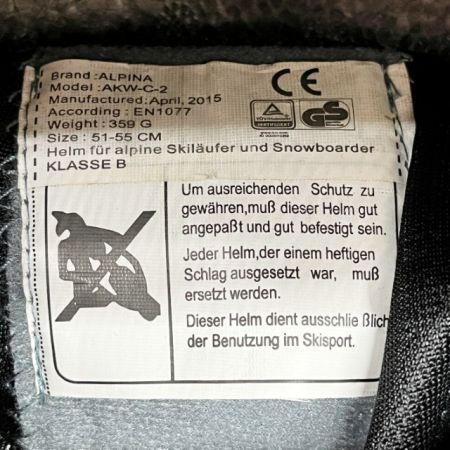 Brand :ALPINA
Model :AKW-C-2
Manufactured:April, 2015
According : EN1077
Weight : 359 G
Size : 51-55 CM
Helm für alpine Skiläufer und Snowboarder
KLASSE B
CE
GS
Um ausreichenden Schutz zu
gewähren,muß dieser Helm gut
angepaßt und gut befestigt sein.
Jeder Helm,der einem heftigen
Schlag ausgesetzt war, muß
ersetzt werden.
Dieser Helm dient ausschlie ßlich
der Benutzung im Skisport.